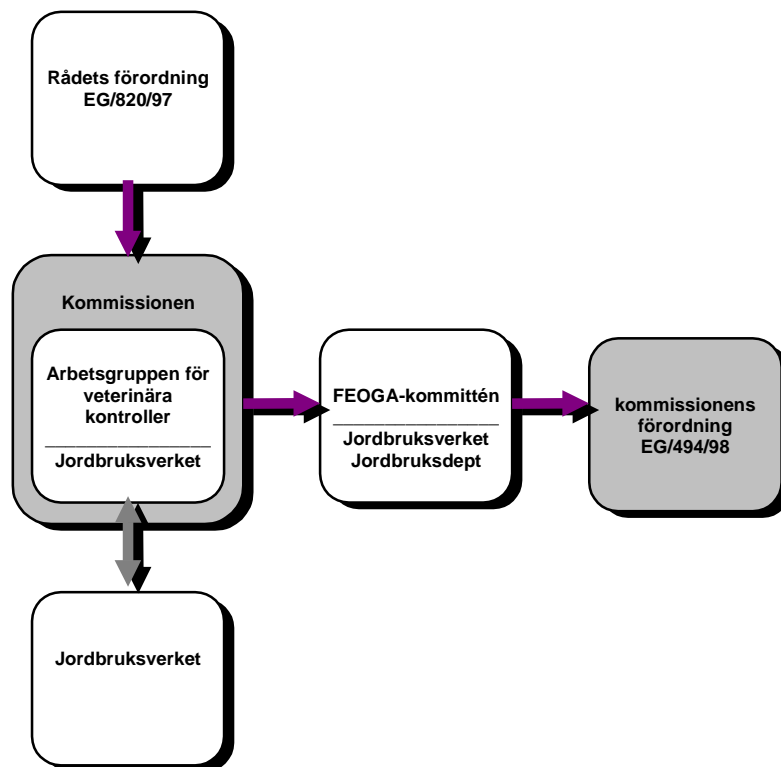 Rådets förordning
EG/820/97
Kommissionen
Arbetsgruppen för
veterinära
kontroller
Jordbruksverket
FEOGA-kommittén
Jordbruksverket
Jordbruksdept
kommissionens
förordning
EG/494/98
Jordbruksverket